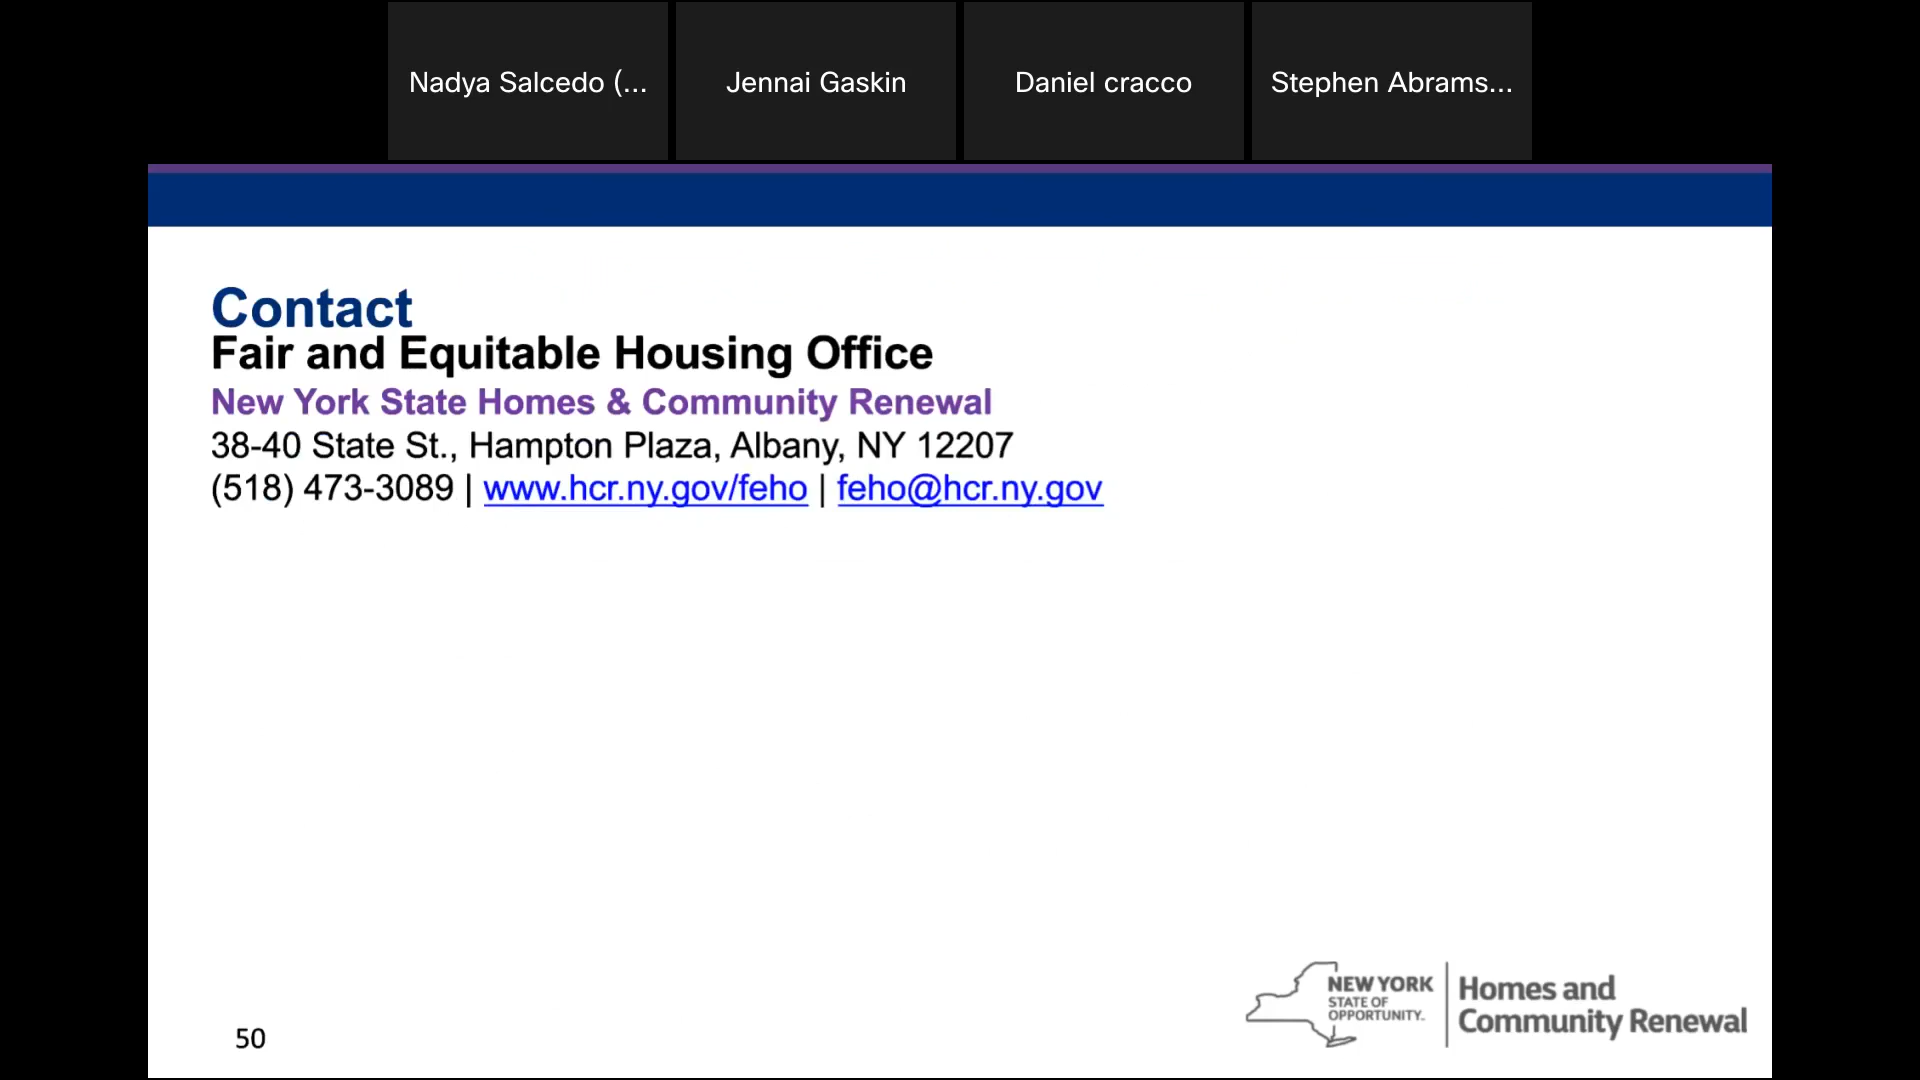 Nadya Salcedo (...
Jennai Gaskin
Daniel cracco
Stephen Abrams...
Contact
Fair and Equitable Housing Office
New York State Homes & Community Renewal
38-40 State St., Hampton Plaza, Albany, NY 12207
(518) 473-3089 | www.hcr.ny.gov/feho | feho@hcr.ny.gov
50
NEW YORK
STATE OF
OPPORTUNITY.
Homes and
Community Renewal